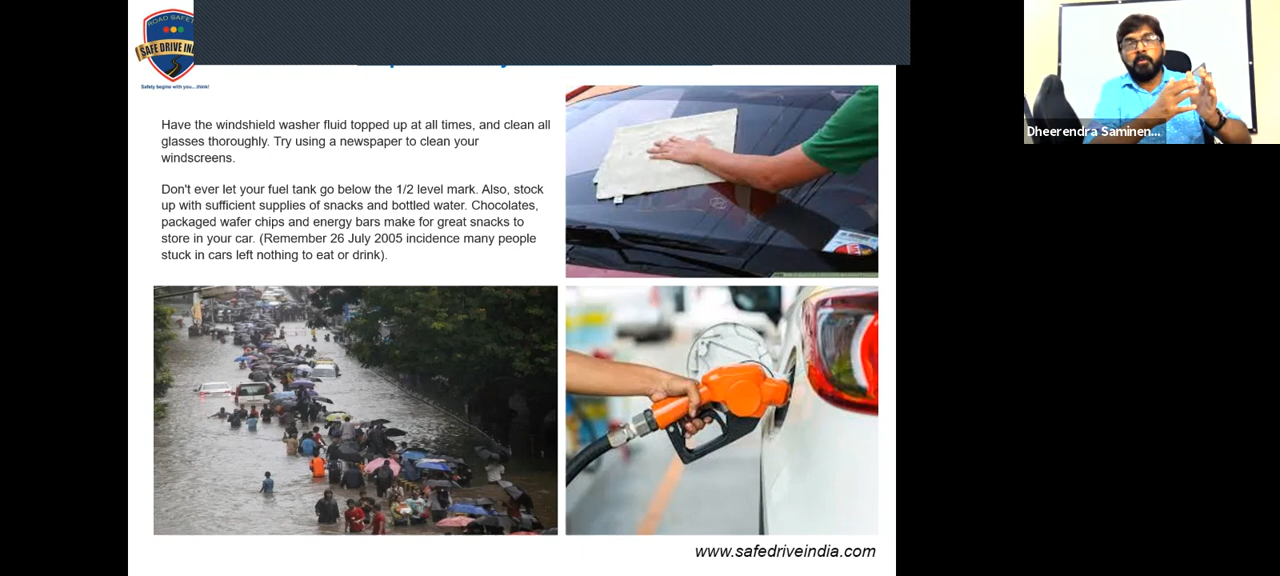 ROAD SAFET
SAFE DRIVE IN
Safety begins with you...think!
Have the windshield washer fluid topped up at all times, and clean all
glasses thoroughly. Try using a newspaper to clean your
windscreens.
Don't ever let your fuel tank go below the 1/2 level mark. Also, stock
up with sufficient supplies of snacks and bottled water. Chocolates,
packaged wafer chips and energy bars make for great snacks to
store in your car. (Remember 26 July 2005 incidence many people
stuck in cars left nothing to eat or drink).
www.safedriveindia.com
Dheerendra Saminen...